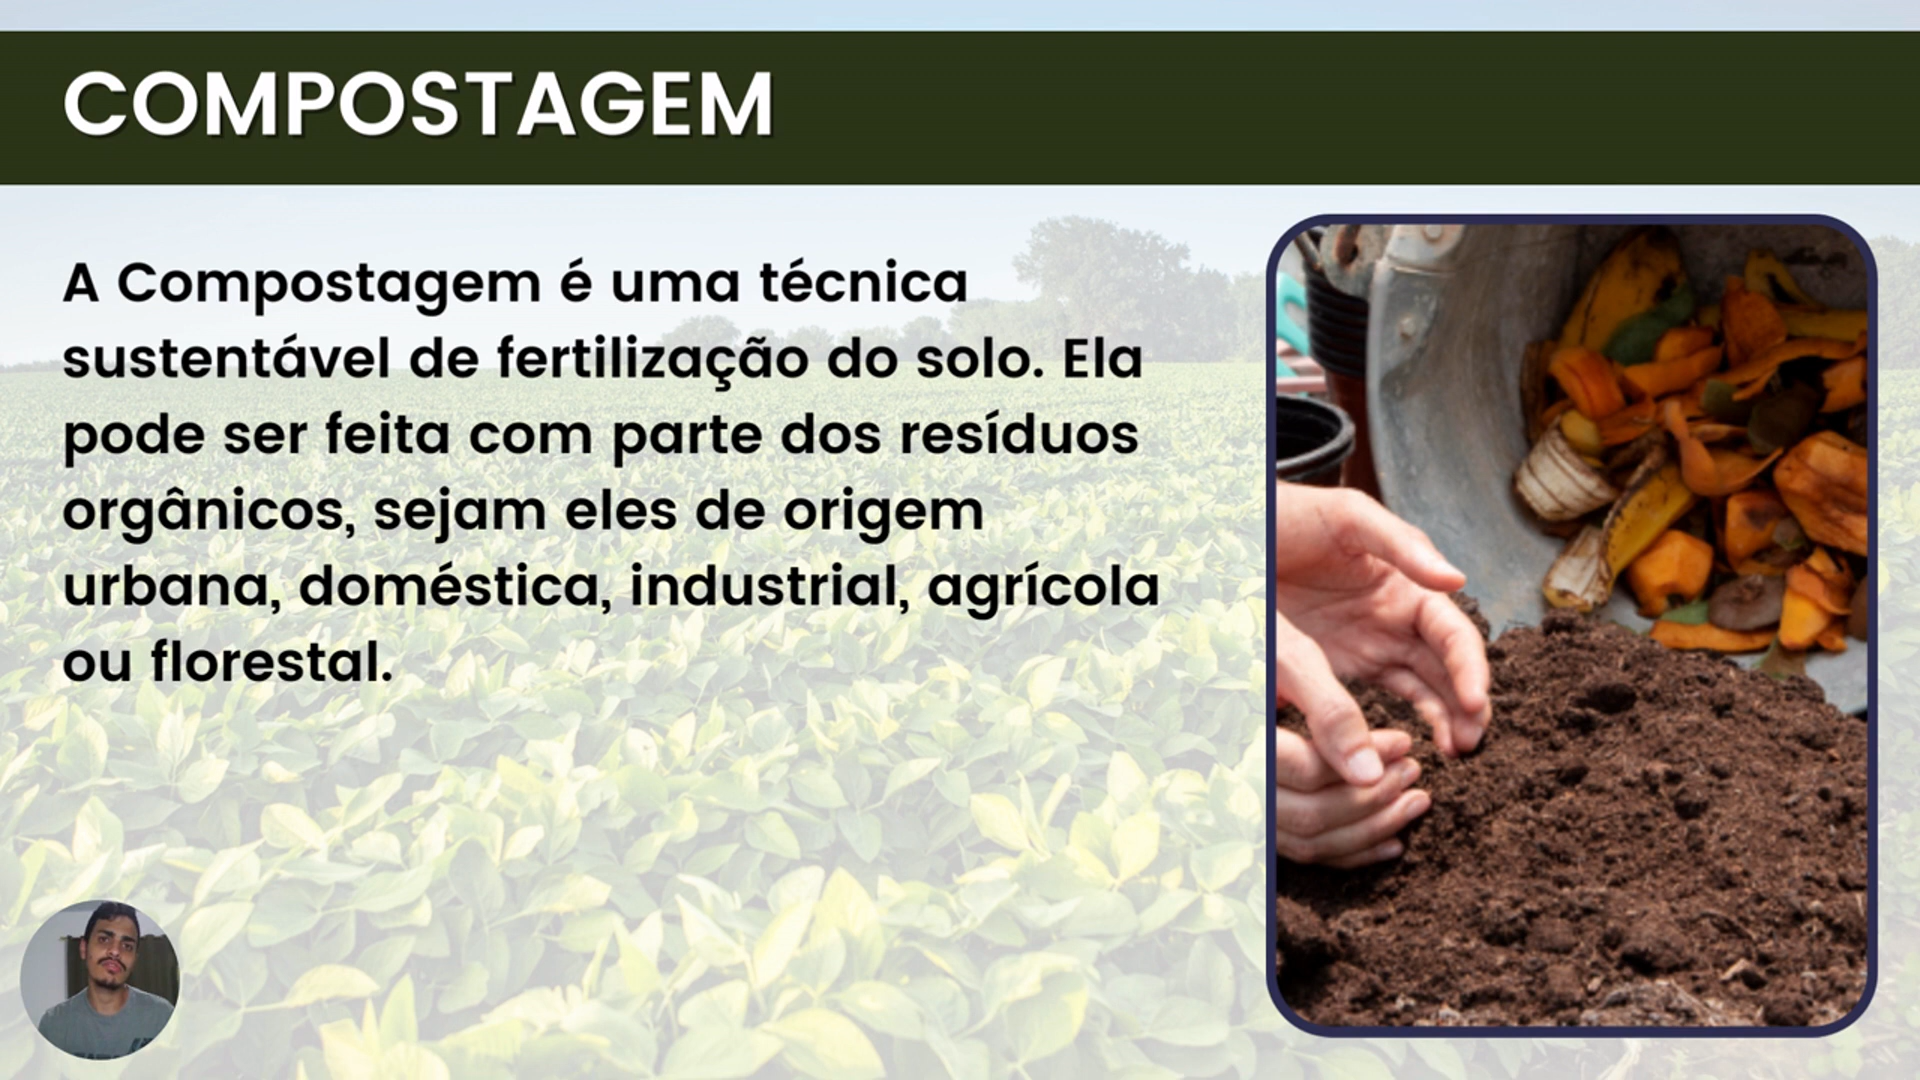 COMPOSTAGEM
A Compostagem é uma técnica
sustentável de fertilização do solo. Ela
pode ser feita com parte dos resíduos
orgânicos, sejam eles de origem
urbana, doméstica, industrial, agrícola
ou florestal.